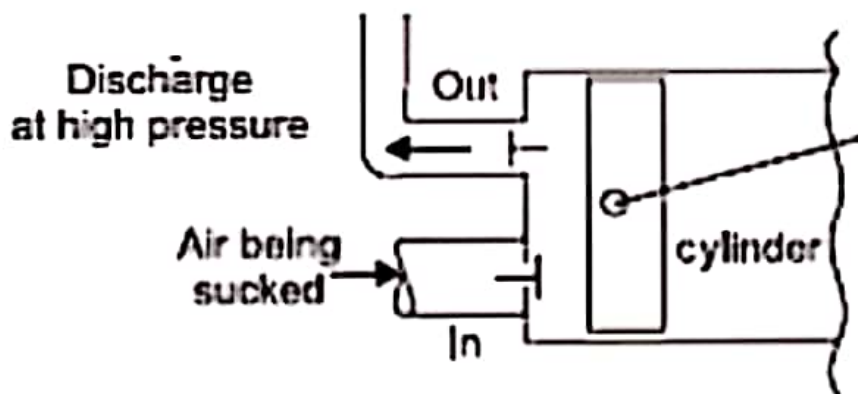 Discharge
at high pressure
Out
Air being
sucked
In
cylinder